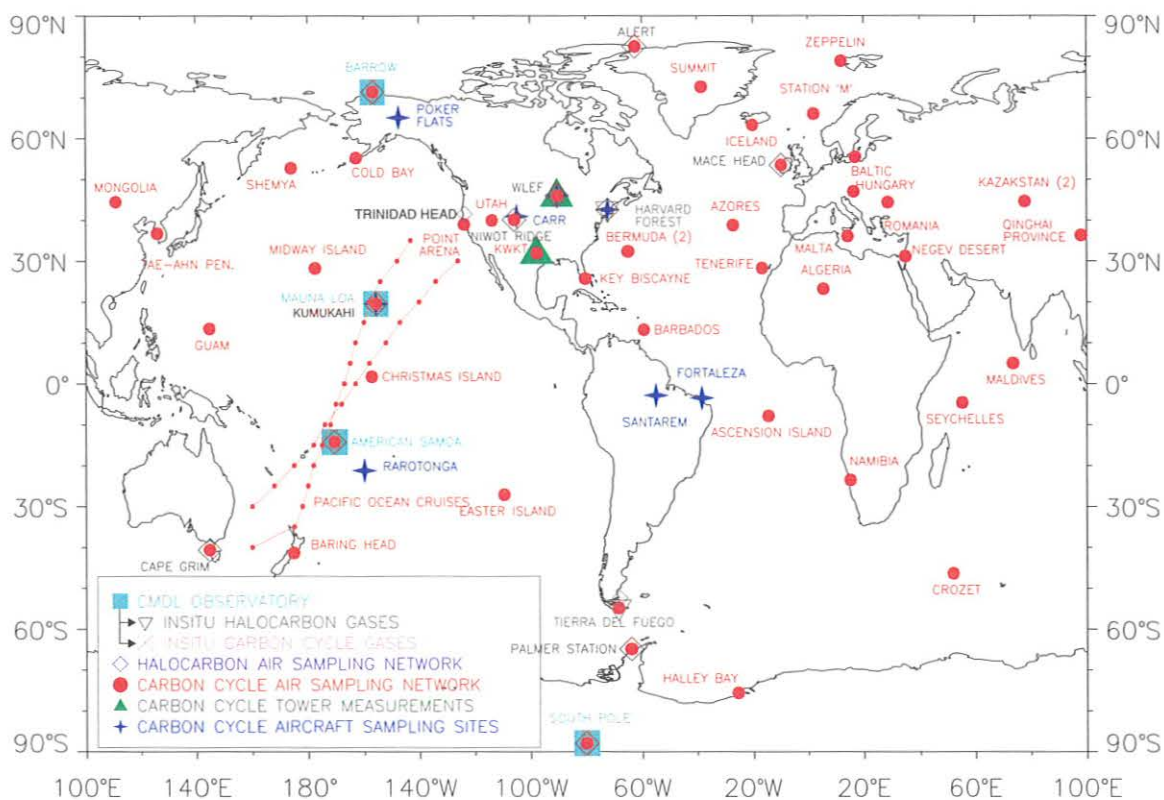 90°N
90°N
ALERT
ZEPPELIN
BARROW
SUMMIT
STATION 'M'
POKER
FLATS
60°N
ICELAND
60°N
MACE HEAD
COLD BAY
SHEMYA
BALTIC
MONGOLIA
WLEF
HUNGARY
KAZAKSTAN (2)
UTAH
CARR
HARVARD
FOREST
AZORES
TRINIDAD HEAD
ROMANIA
QINGHAI
PROVINCE
NIWOT RIDGE
BERMUDA (2)
MIDWAY ISLAND
POINT
ARENA
KWKT
MALTA
NEGEV DESERT
AE-AHN PEN.
30°N
TENERIFE
ALGERIA
30°N
KEY BISCAYNE
MAUNA LOA
KUMUKAHI
GUAM
BARBADOS
FORTALEZA
CHRISTMAS ISLAND
MALDIVES
0°
0°
SANTAREM
SEYCHELLES
ASCENSION ISLAND
AMERICAN SAMOA
RAROTONGA
NAMIBIA
PACIFIC OCEAN CRUISES
EASTER ISLAND
30°S
30°S
BARING HEAD
CAPE GRIM
CROZET
CMDL OBSERVATORY
INSITU HALOCARBON GASES
INSITU CARBON CYCLE GASES
HALOCARBON AIR SAMPLING NETWORK
CARBON CYCLE AIR SAMPLING NETWORK
CARBON CYCLE TOWER MEASUREMENTS
CARBON CYCLE AIRCRAFT SAMPLING SITES
TIERRA DEL FUEGO
60°S
60°S
PALMER STATION
HALLEY BAY
SOUTH POLE
90°S
90°S
100°E
140°E
180°
140°W
100°W
60°W
20°W
20°E
60°E
100°E